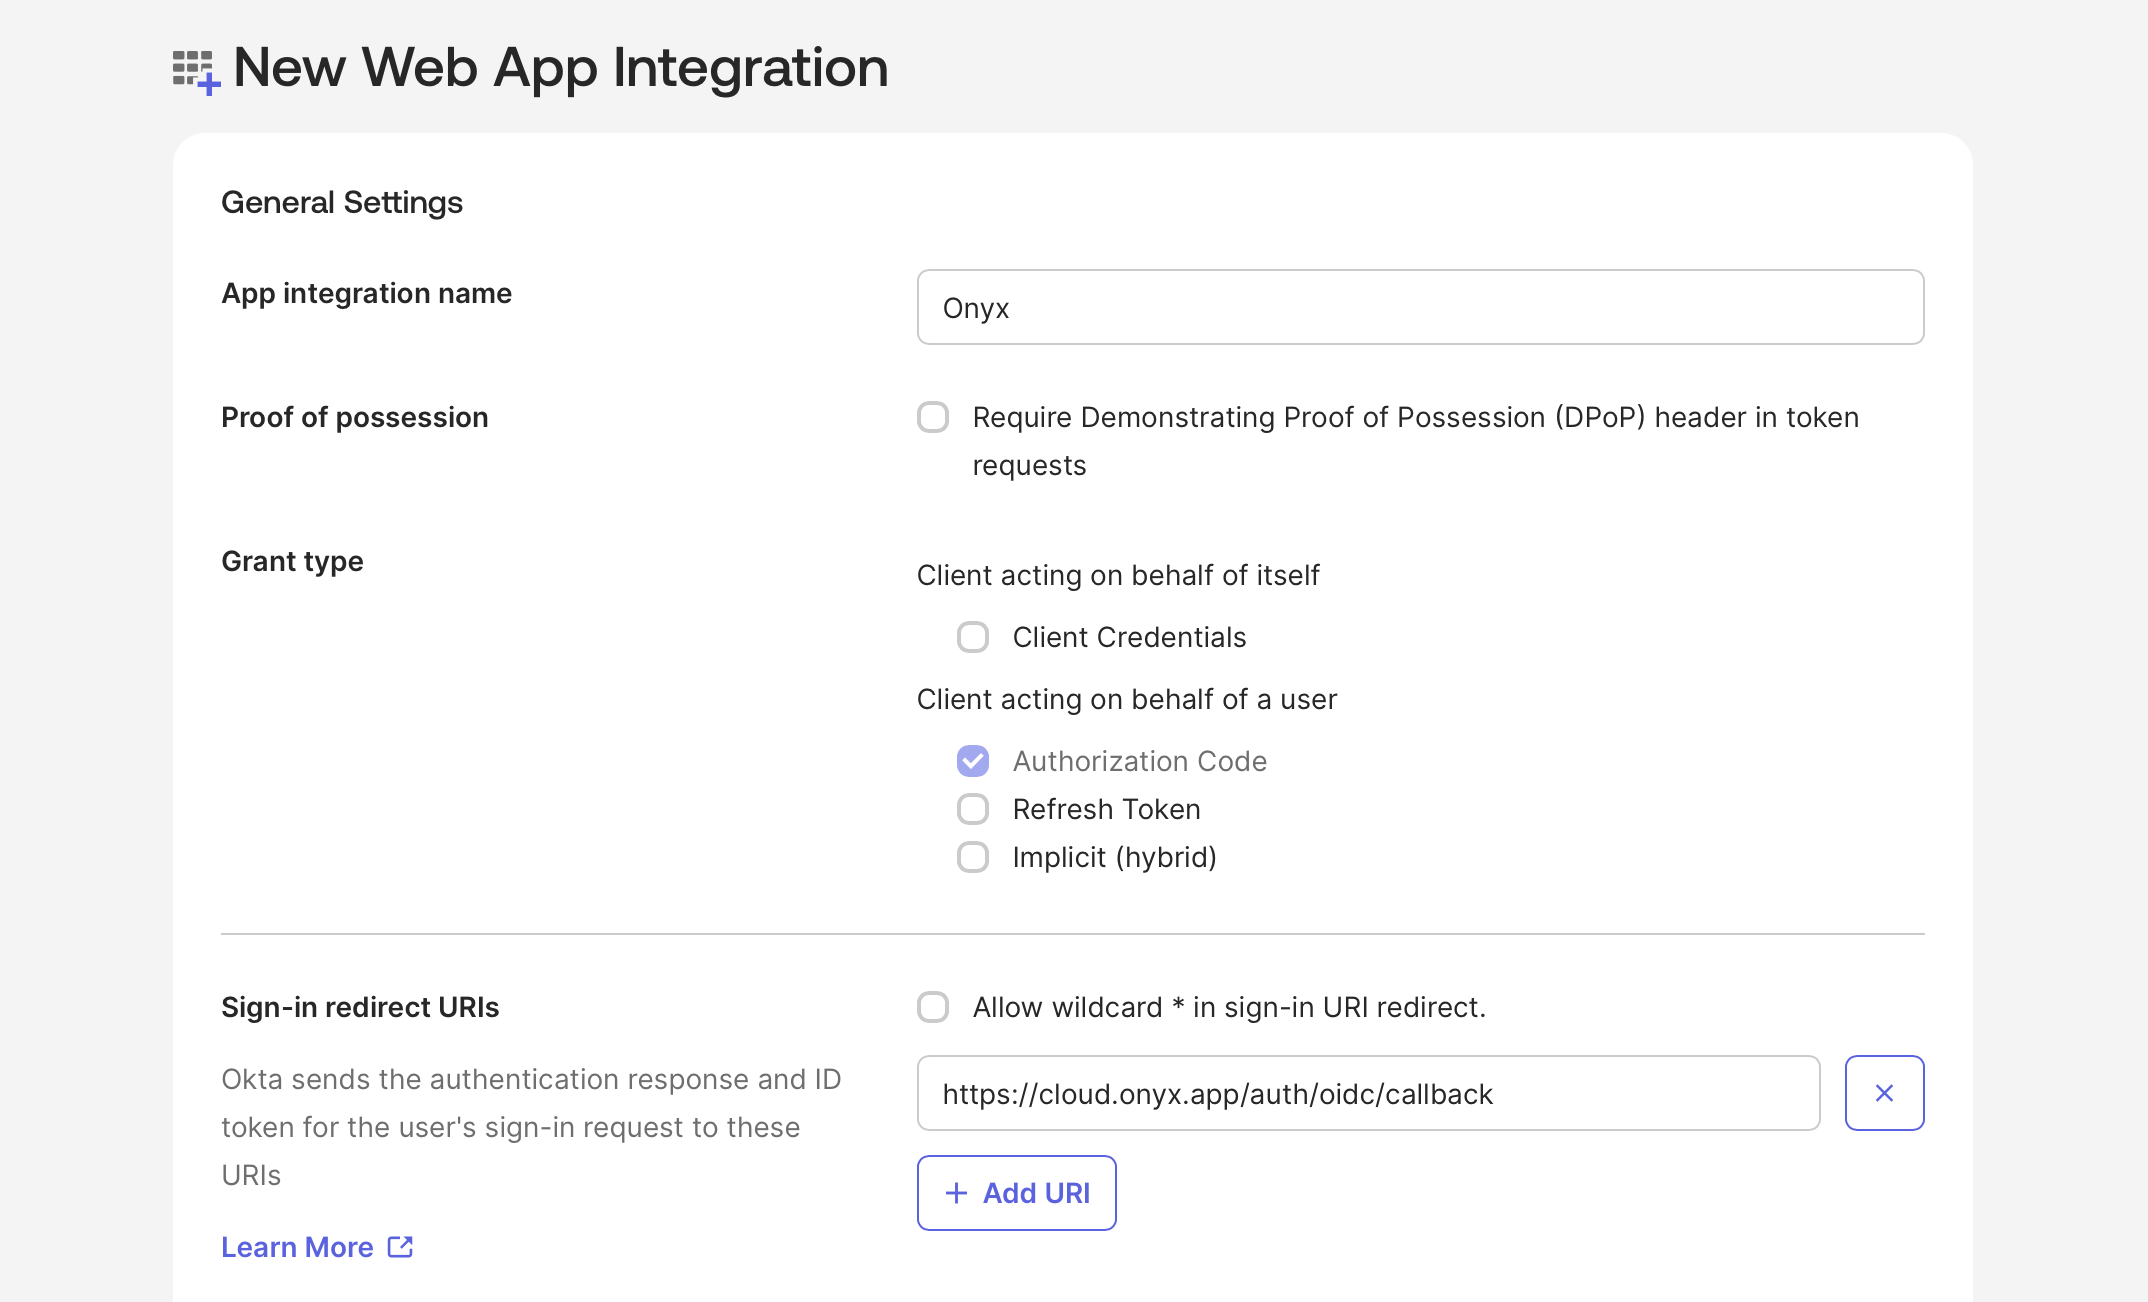 New Web App Integration
General Settings
App integration name
Onyx
Proof of possession
Require Demonstrating Proof of Possession (DPoP) header in token
requests
Grant type
Client acting on behalf of itself
Client Credentials
Client acting on behalf of a user
Authorization Code
Refresh Token
Implicit (hybrid)
Sign-in redirect URIs
Allow wildcard * in sign-in URI redirect.
Okta sends the authentication response and ID
token for the user's sign-in request to these
URIs
https://cloud.onyx.app/auth/oidc/callback
Add URI
Learn More